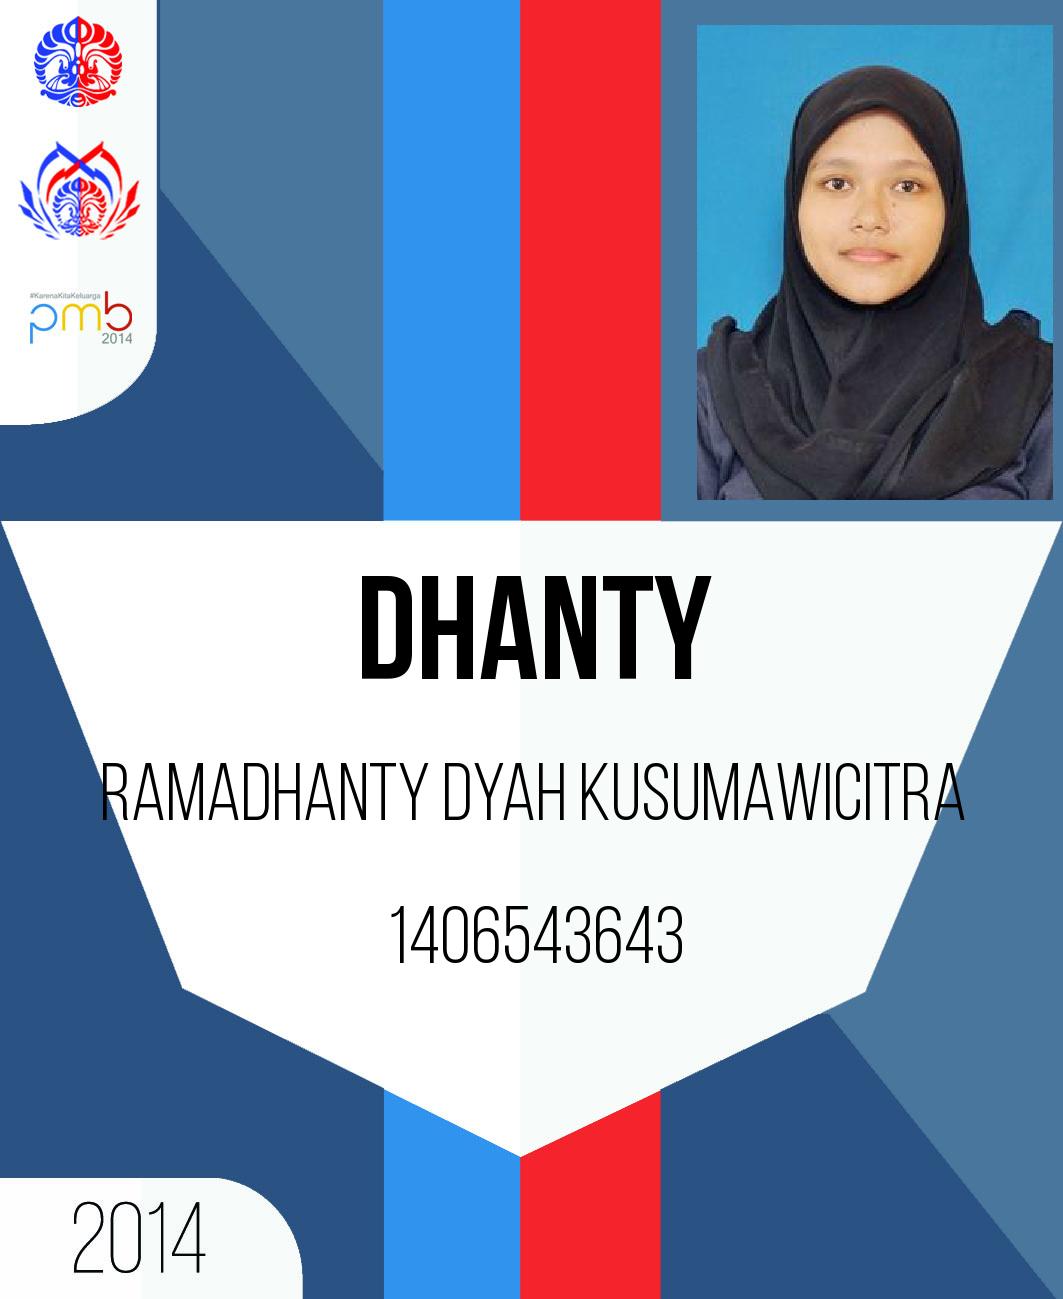 #KarenaKitaKeluarga
pmb
2014
DHANTY
RAMADHANTY DYAH KUSUMAWICITRA
1406543643
2014